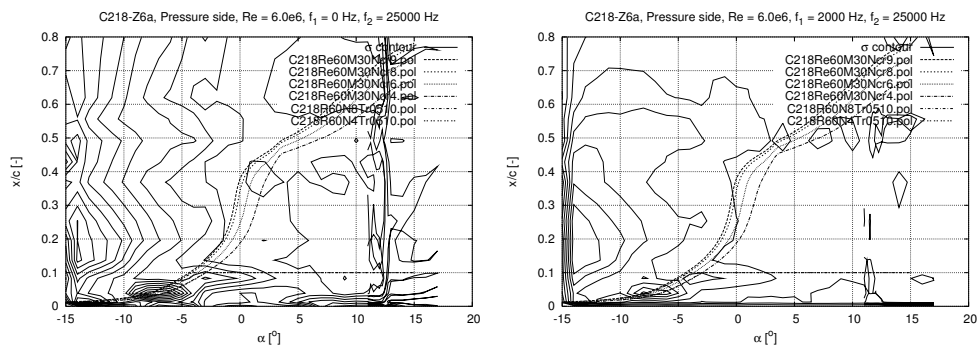 C218-Z6a, Pressure side, Re = 6.0e6, f1 = 0 Hz, f2 = 25000 Hz
σ contour
C218Re60M30Ncr9.pol
C218Re60M30Ncr8.pol
C218Re60M30Ncr6.pol
C218Re60M30Ncr4.pol
C218R60N8Tr0510.pol
C218R60N4Tr0510.pol
0.8
0.7
0.6
0.5
0.4
0.3
0.2
0.1
0
x/c [-]
-15
-10
-5
0
5
10
15
20
α [o]
C218-Z6a, Pressure side, Re = 6.0e6, f1 = 2000 Hz, f2 = 25000 Hz
σ contour
C218Re60M30Ncr9.pol
C218Re60M30Ncr8.pol
C218Re60M30Ncr6.pol
C218Re60M30Ncr4.pol
C218R60N8Tr0510.pol
C218R60N4Tr0510.pol
0.8
0.7
0.6
0.5
0.4
0.3
0.2
0.1
0
x/c [-]
-15
-10
-5
0
5
10
15
20
α [o]